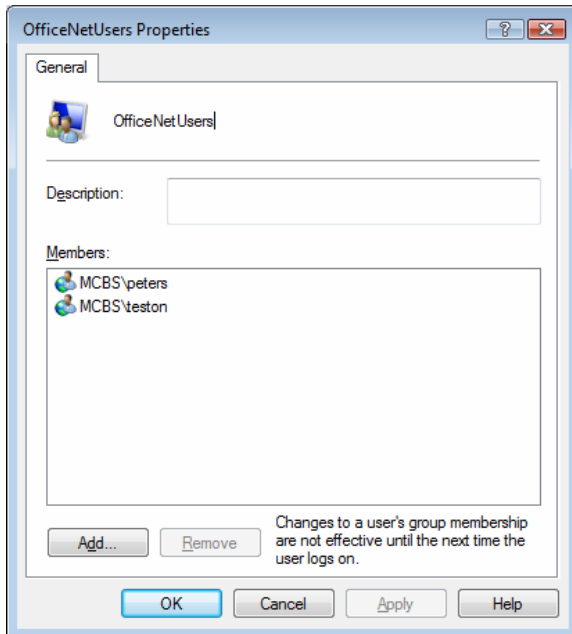 OfficeNetUsers Properties
General
OfficeNetUsers
Description:
Members:
MCBS\peters
MCBS\teston
Add...
Remove
Changes to a user's group membership
are not effective until the next time the
user logs on.
OK
Cancel
Apply
Help